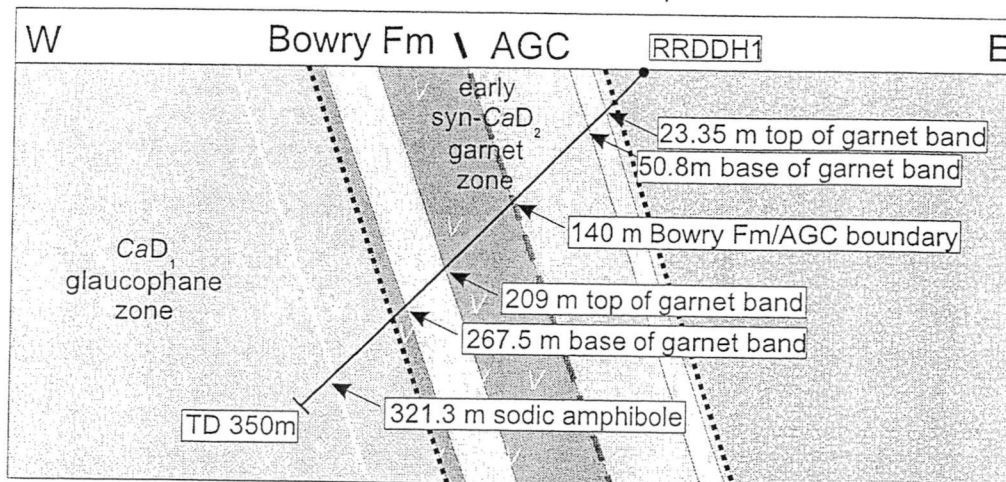 W Bowry Fm \ AGC RRDDH1 E
early
syn-CaD₂
garnet
zone
23.35 m top of garnet band
50.8m base of garnet band
140 m Bowry Fm/AGC boundary
CaD₁
glaucophane
zone
209 m top of garnet band
267.5 m base of garnet band
321.3 m sodic amphibole
TD 350m